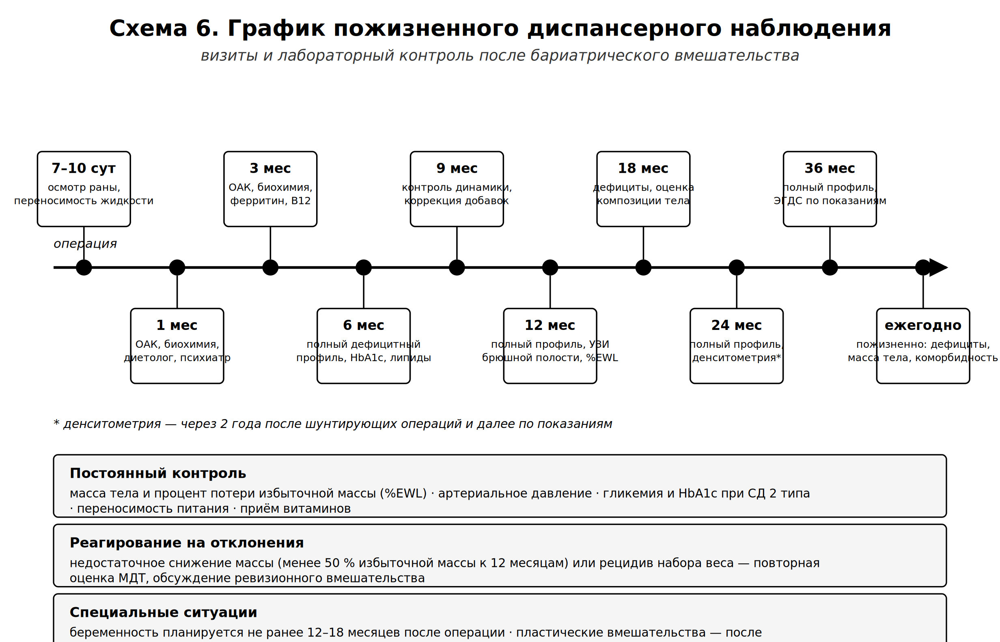 Схема 6. График пожизненного диспансерного наблюдения
визиты и лабораторный контроль после бариатрического вмешательства
7–10 сут
осмотр раны,
переносимость жидкости
3 мес
ОАК, биохимия,
ферритин, B12
9 мес
контроль динамики,
коррекция добавок
18 мес
дефициты, оценка
композиции тела
36 мес
полный профиль,
ЭГДС по показаниям
операция
1 мес
ОАК, биохимия,
диетолог, психиатр
6 мес
полный дефицитный
профиль, HbA1c, липиды
12 мес
полный профиль, УЗИ
брюшной полости, %EWL
24 мес
полный профиль,
денситометрия*
ежегодно
пожизненно: дефициты,
масса тела, коморбидность
* денситометрия — через 2 года после шунтирующих операций и далее по показаниям
Постоянный контроль
масса тела и процент потери избыточной массы (%EWL) · артериальное давление · гликемия и HbA1c при СД 2 типа
· переносимость питания · приём витаминов
Реагирование на отклонения
недостаточное снижение массы (менее 50 % избыточной массы к 12 месяцам) или рецидив набора веса — повторная
оценка МДТ, обсуждение ревизионного вмешательства
Специальные ситуации
беременность планируется не ранее 12–18 месяцев после операции · пластические вмешательства — после